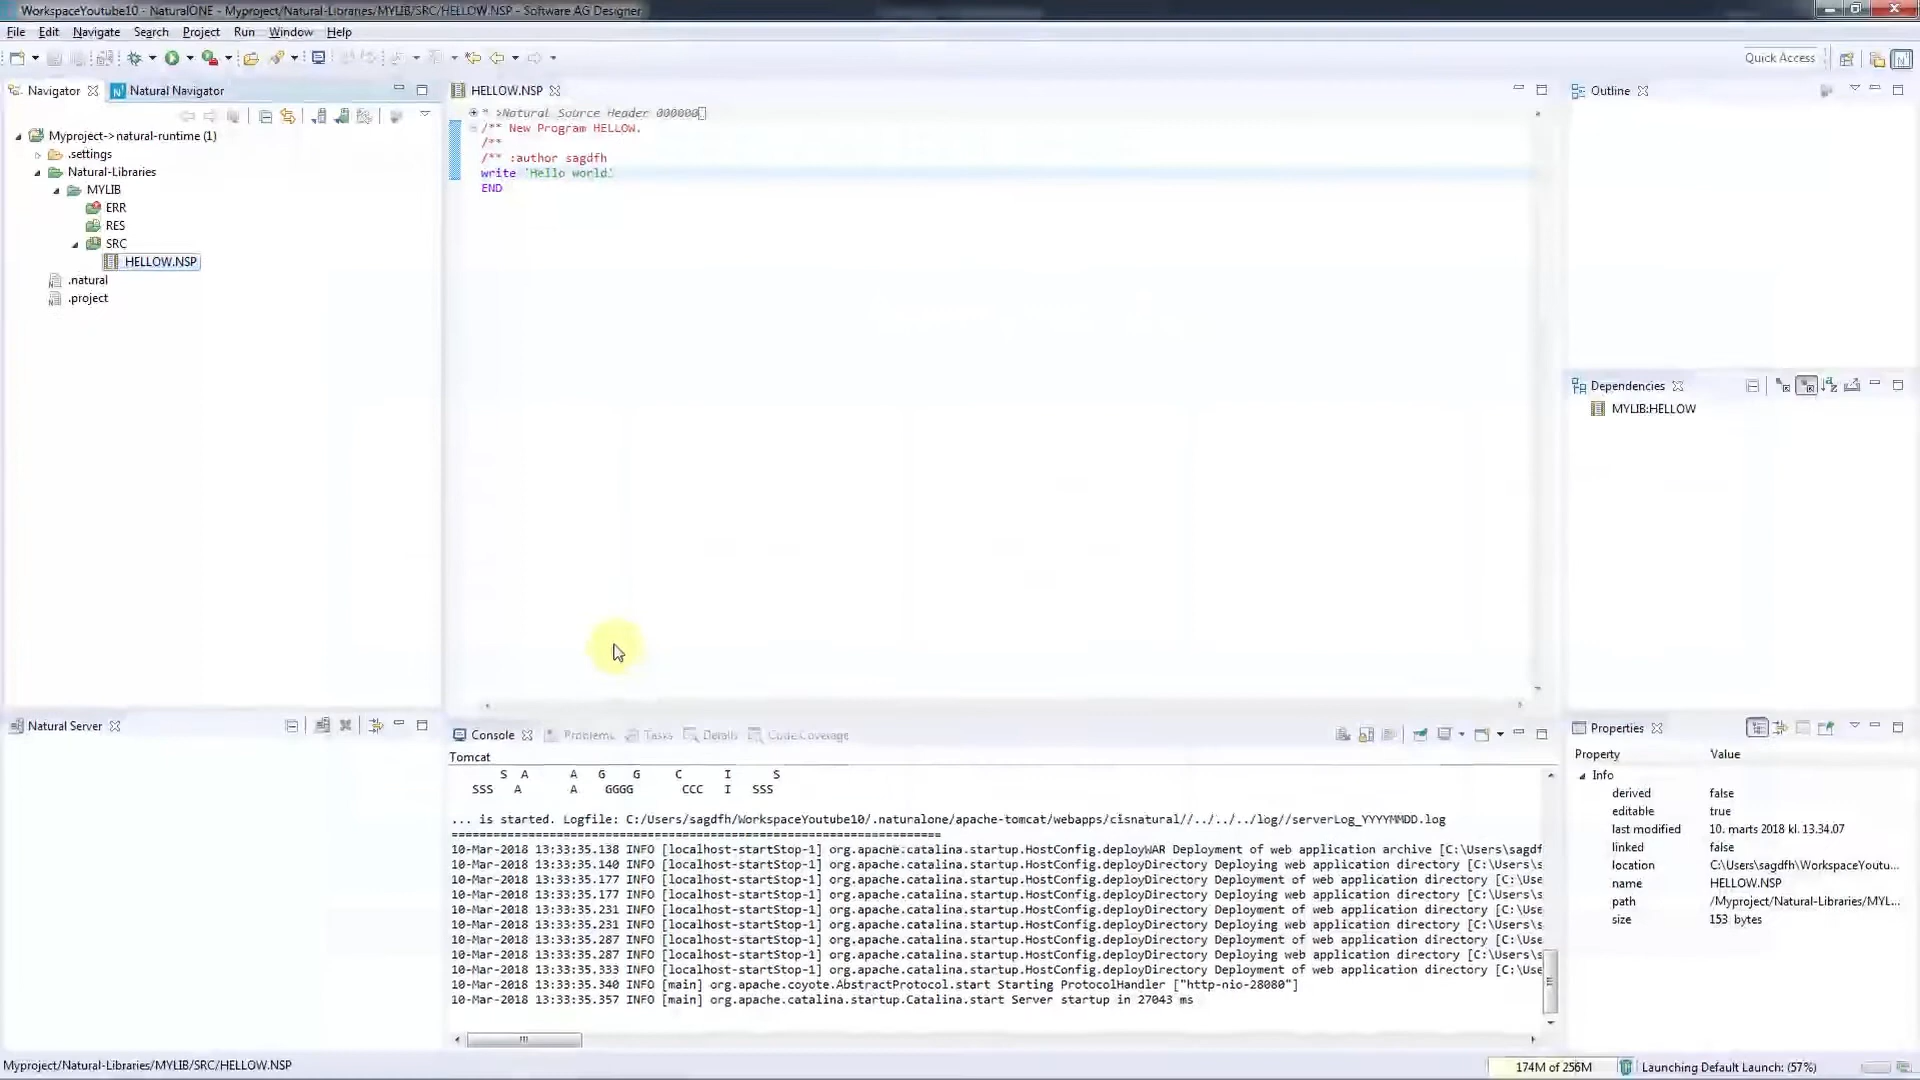 WorkspaceYoutube10 - NaturalONE - Myproject/Natural-Libraries/MYLIB/SRC/HELLOW.NSP - Software AG Designer
File Edit Navigate Search Project Run Window Help
Quick Access
Navigator
Natural Navigator
Myproject->natural-runtime (1)
.settings
Natural-Libraries
MYLIB
ERR
RES
SRC
HELLOW.NSP
.natural
.project
HELLOW.NSP
* >Natural Source Header 000000
/** New Program HELLOW.
/**
/** :author sagdfh
write 'Hello world'
END
Outline
Dependencies
MYLIB:HELLOW
Natural Server
Console Problems Tasks Details Code Coverage
Tomcat
S A A G G C I S
SSS A A GGGG CCC I SSS
... is started. Logfile: C:/Users/sagdfh/WorkspaceYoutube10/.naturalone/apache-tomcat/webapps/cisnatural//../../../log//serverLog_YYYYMMDD.log
======================================================================
10-Mar-2018 13:33:35.138 INFO [localhost-startStop-1] org.apache.catalina.startup.HostConfig.deployWAR Deployment of web application archive [C:\Users\sagdf
10-Mar-2018 13:33:35.140 INFO [localhost-startStop-1] org.apache.catalina.startup.HostConfig.deployDirectory Deploying web application directory [C:\Users\s
10-Mar-2018 13:33:35.177 INFO [localhost-startStop-1] org.apache.catalina.startup.HostConfig.deployDirectory Deployment of web application directory [C:\Use
10-Mar-2018 13:33:35.177 INFO [localhost-startStop-1] org.apache.catalina.startup.HostConfig.deployDirectory Deploying web application directory [C:\Users\s
10-Mar-2018 13:33:35.231 INFO [localhost-startStop-1] org.apache.catalina.startup.HostConfig.deployDirectory Deployment of web application directory [C:\Use
10-Mar-2018 13:33:35.231 INFO [localhost-startStop-1] org.apache.catalina.startup.HostConfig.deployDirectory Deploying web application directory [C:\Users\s
10-Mar-2018 13:33:35.287 INFO [localhost-startStop-1] org.apache.catalina.startup.HostConfig.deployDirectory Deployment of web application directory [C:\Use
10-Mar-2018 13:33:35.287 INFO [localhost-startStop-1] org.apache.catalina.startup.HostConfig.deployDirectory Deploying web application directory [C:\Users\s
10-Mar-2018 13:33:35.333 INFO [localhost-startStop-1] org.apache.catalina.startup.HostConfig.deployDirectory Deployment of web application directory [C:\Use
10-Mar-2018 13:33:35.340 INFO [main] org.apache.coyote.AbstractProtocol.start Starting ProtocolHandler ["http-nio-28080"]
10-Mar-2018 13:33:35.357 INFO [main] org.apache.catalina.startup.Catalina.start Server startup in 27043 ms
Properties
Property Value
Info
derived false
editable true
last modified 10. marts 2018 kl. 13.34.07
linked false
location C:\Users\sagdfh\WorkspaceYoutu...
name HELLOW.NSP
path /Myproject/Natural-Libraries/MYL...
size 153 bytes
Myproject/Natural-Libraries/MYLIB/SRC/HELLOW.NSP
174M of 256M
Launching Default Launch: (57%)